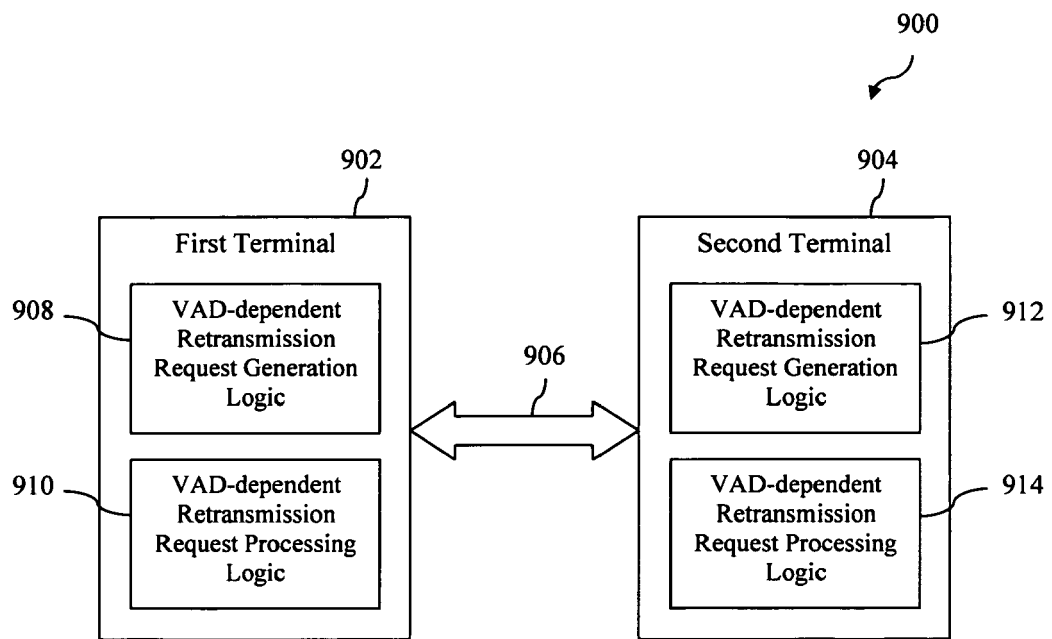 900
902
904
First Terminal
Second Terminal
908
VAD-dependent
Retransmission
Request Generation
Logic
906
VAD-dependent
Retransmission
Request Generation
Logic
912
910
VAD-dependent
Retransmission
Request Processing
Logic
VAD-dependent
Retransmission
Request Processing
Logic
914